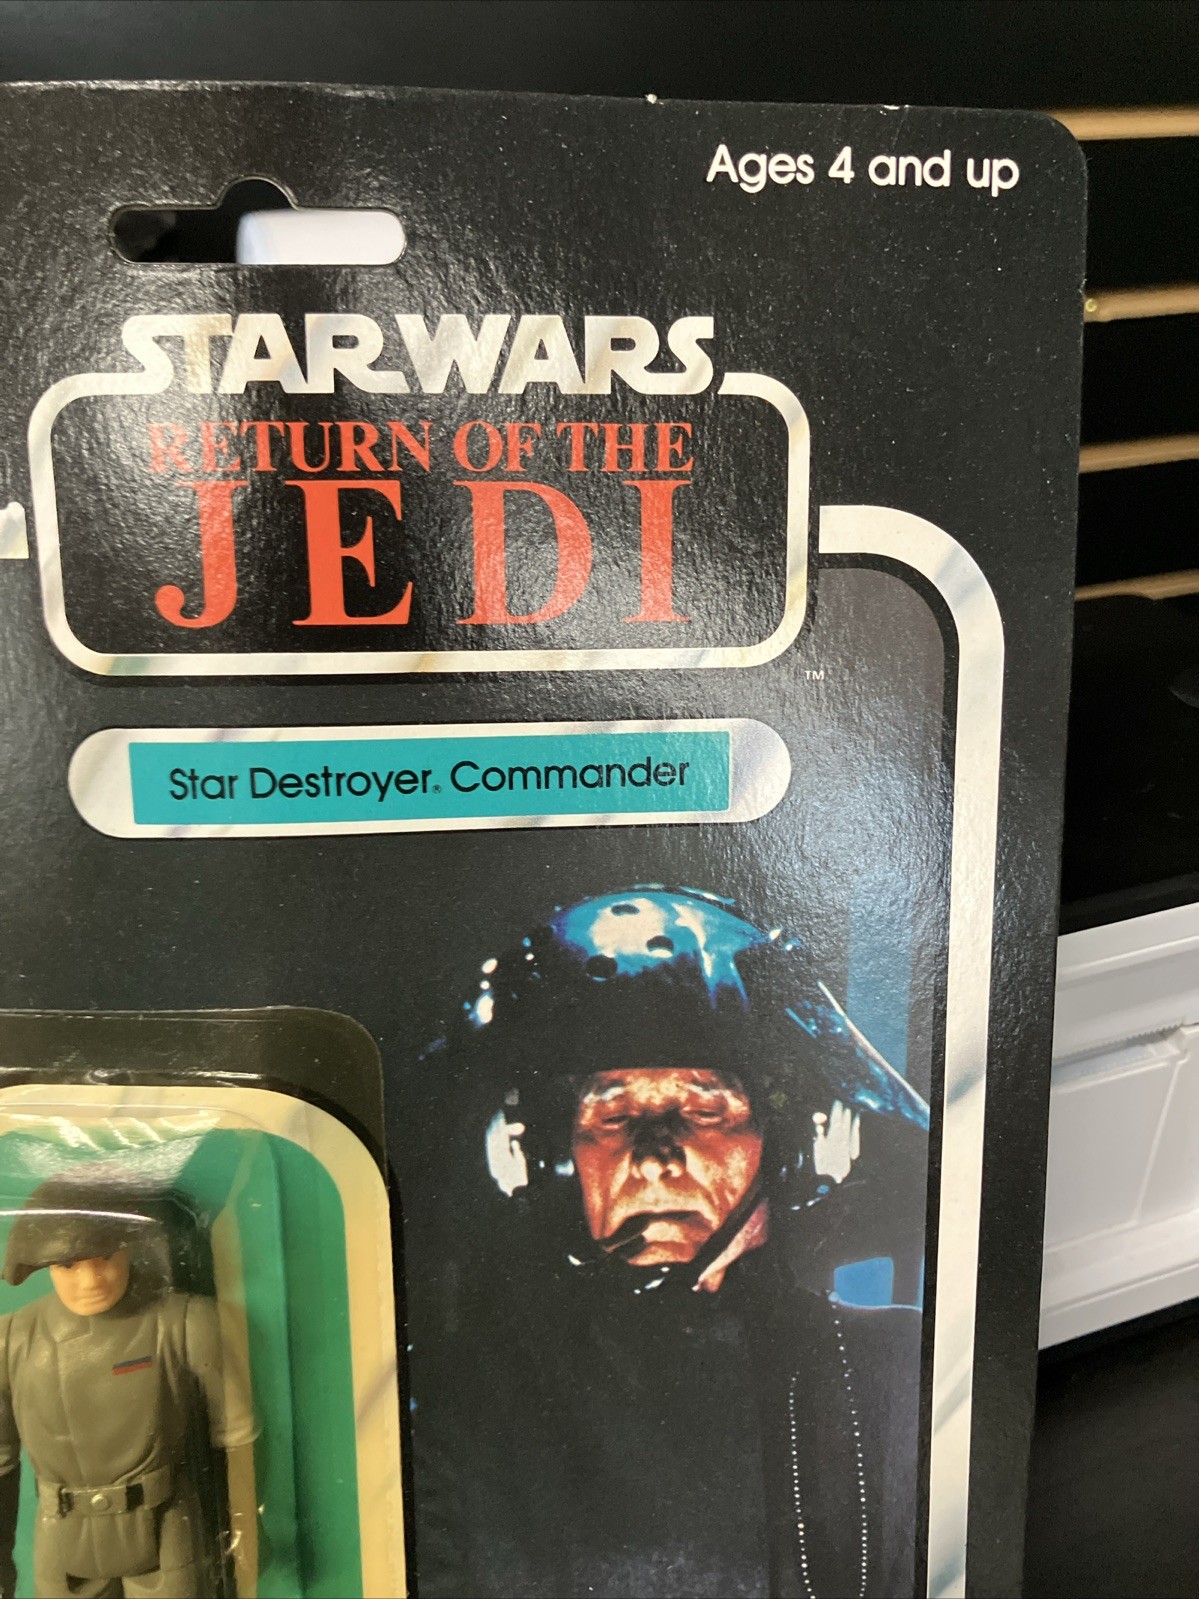 Ages 4 and up
STAR WARS
RETURN OF THE
JEDI
TM
Star Destroyer® Commander